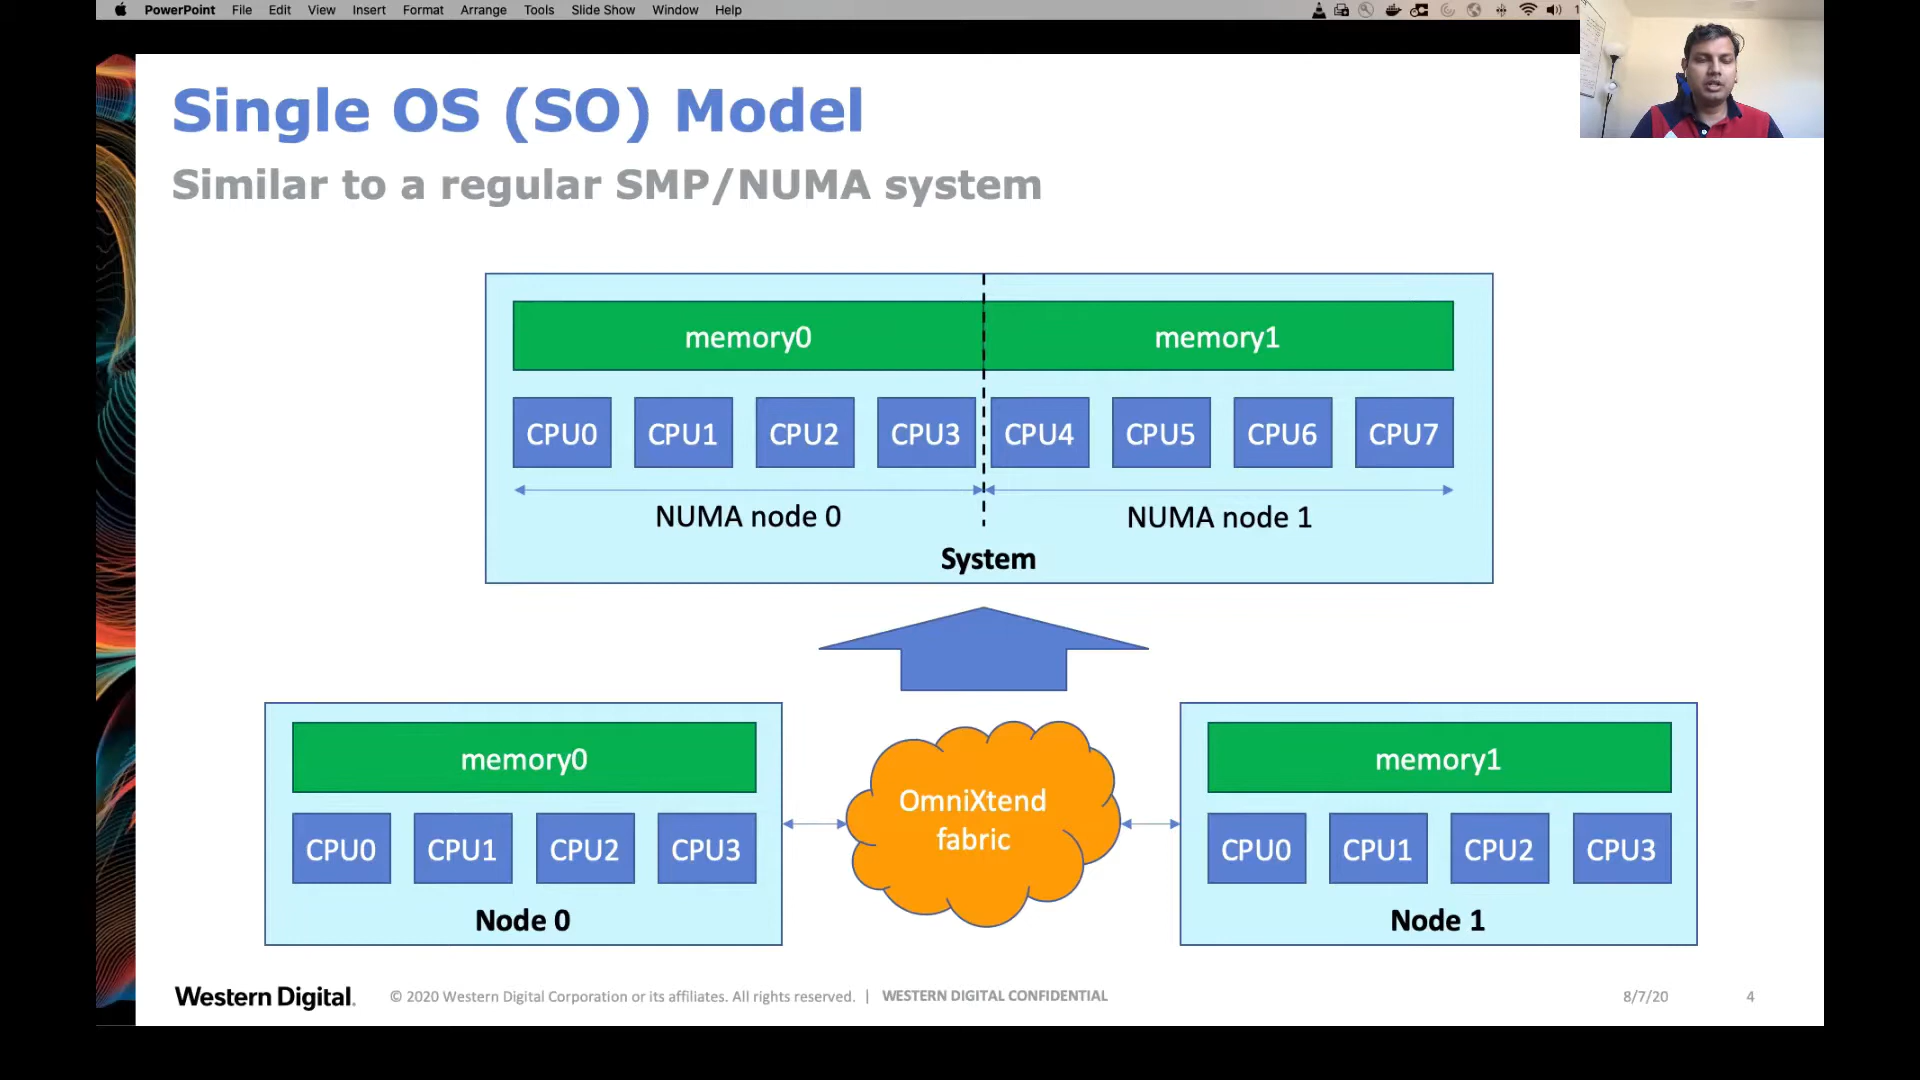 PowerPoint File Edit View Insert Format Arrange Tools Slide Show Window Help
Single OS (SO) Model
Similar to a regular SMP/NUMA system
memory0 memory1
CPU0 CPU1 CPU2 CPU3 CPU4 CPU5 CPU6 CPU7
NUMA node 0 NUMA node 1
System
memory0
CPU0 CPU1 CPU2 CPU3
Node 0
OmniXtend
fabric
memory1
CPU0 CPU1 CPU2 CPU3
Node 1
Western Digital. © 2020 Western Digital Corporation or its affiliates. All rights reserved. | WESTERN DIGITAL CONFIDENTIAL 8/7/20 4